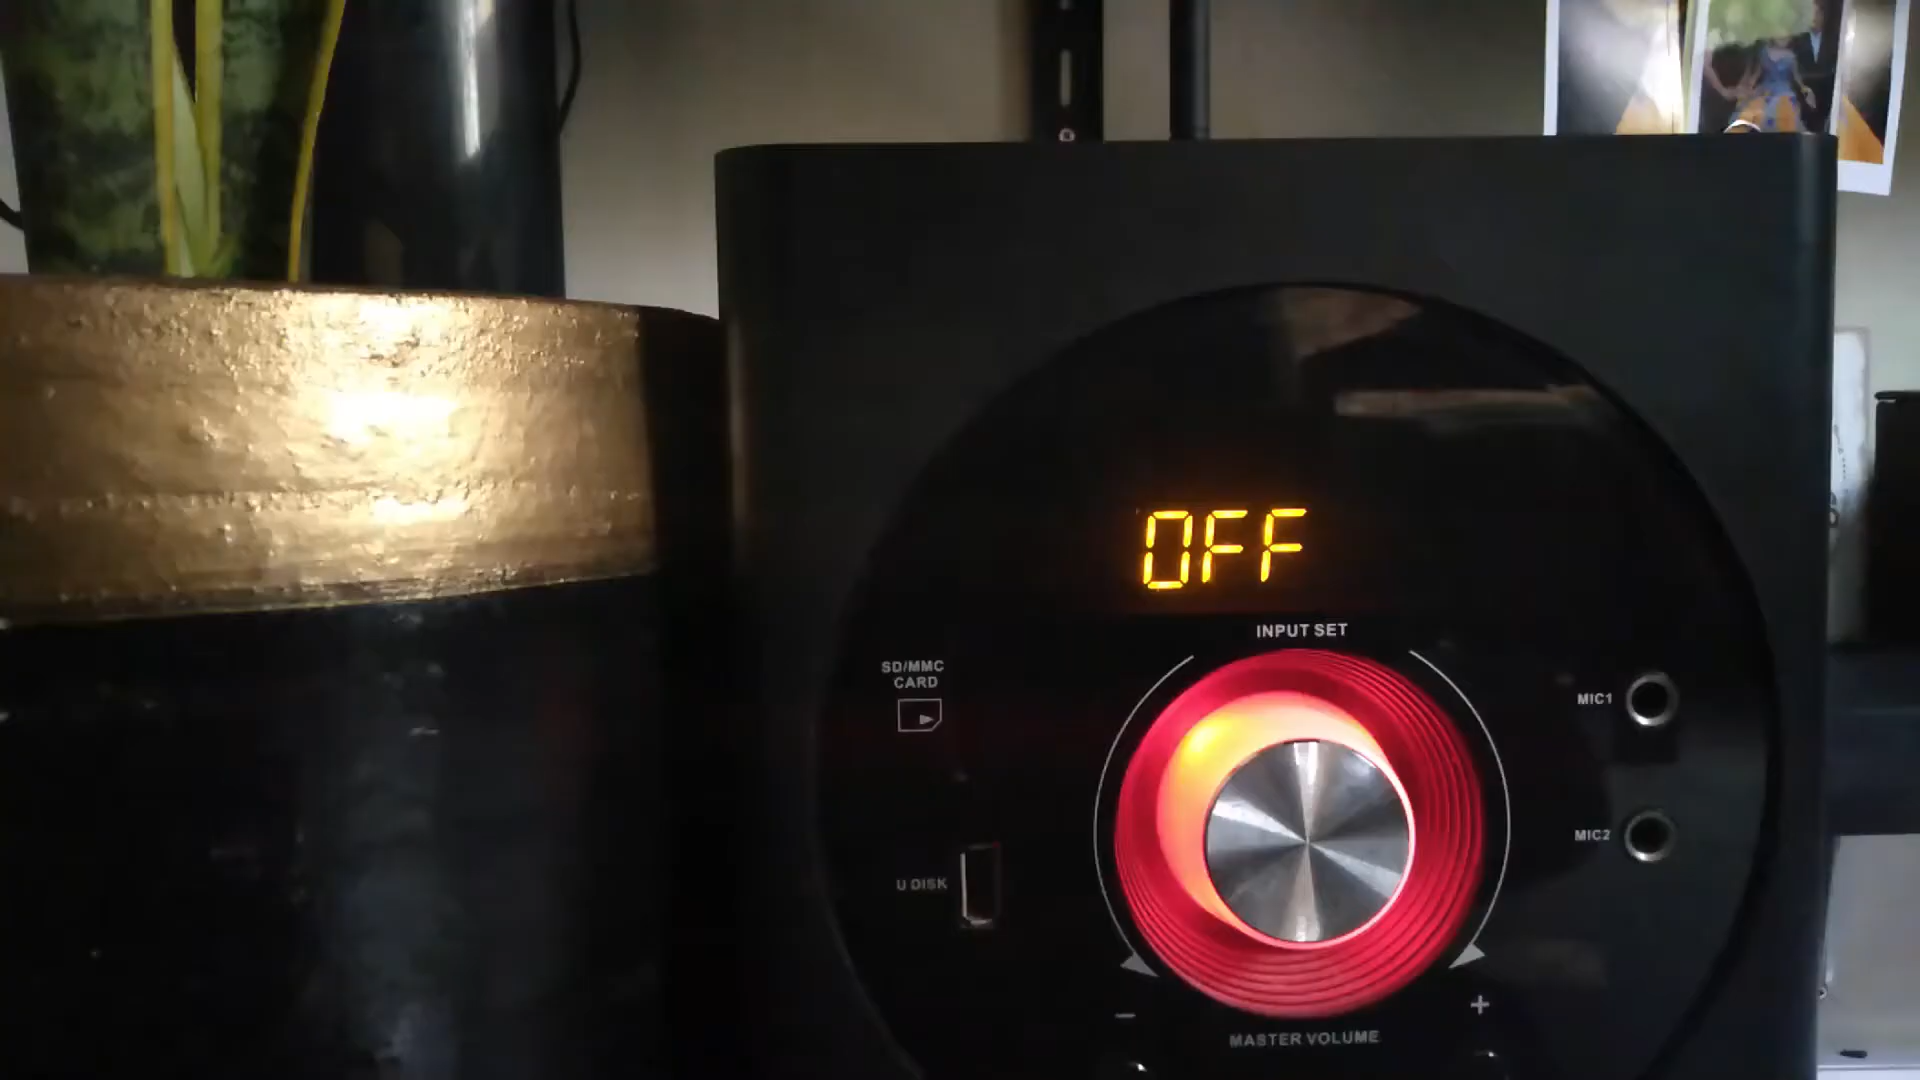 OFF
INPUT SET
SD/MMC
CARD
MIC1
MIC2
U DISK
− +
MASTER VOLUME